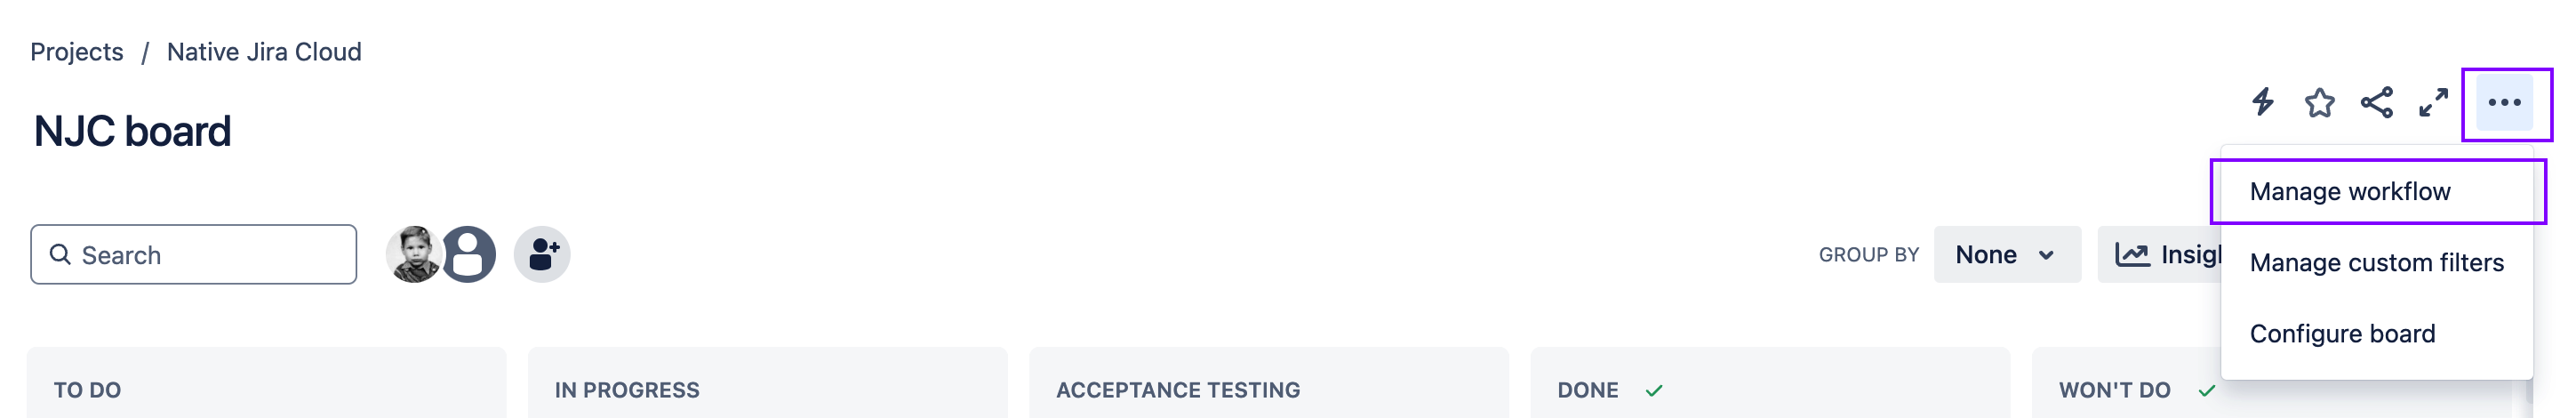 Projects / Native Jira Cloud
NJC board
Manage workflow
Search
GROUP BY None
Manage custom filters
Configure board
TO DO
IN PROGRESS
ACCEPTANCE TESTING
DONE
WON'T DO